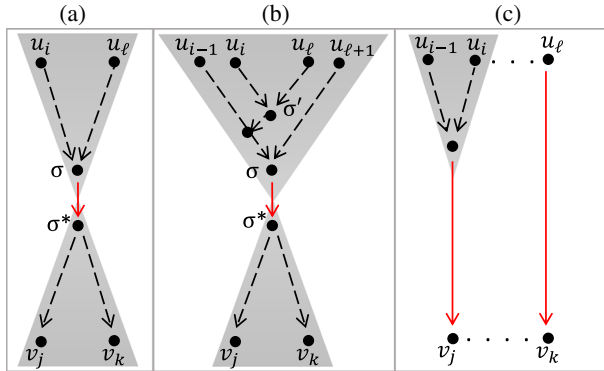 (a) (b) (c)
u_i u_ℓ u_{i-1} u_i u_ℓ u_{ℓ+1} u_{i-1} u_i . . . . u_ℓ
σ'
σ σ
σ* σ*
v_j v_k v_j v_k v_j . . . . . v_k